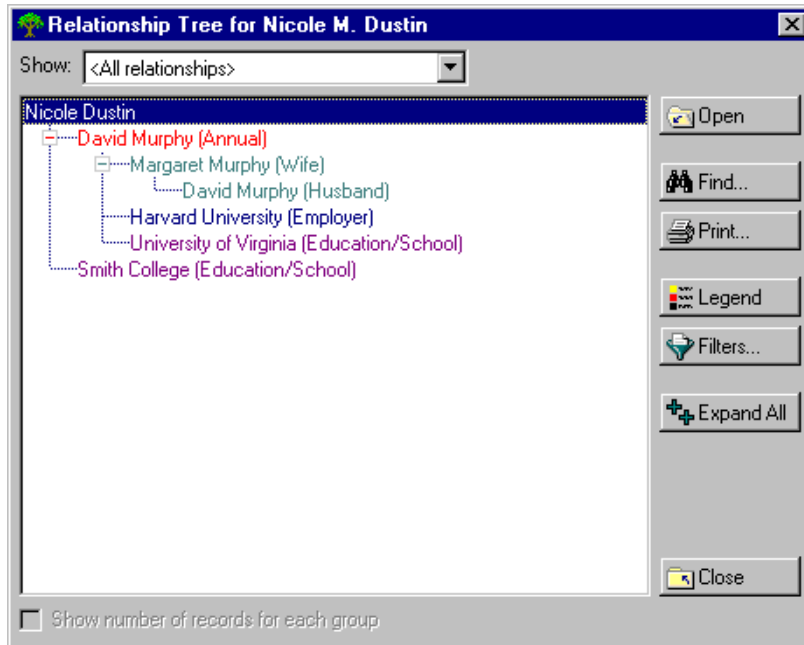 Relationship Tree for Nicole M. Dustin
Show: <All relationships>
Nicole Dustin
David Murphy (Annual)
Margaret Murphy (Wife)
David Murphy (Husband)
Harvard University (Employer)
University of Virginia (Education/School)
Smith College (Education/School)
Open
Find...
Print...
Legend
Filters...
Expand All
Close
Show number of records for each group